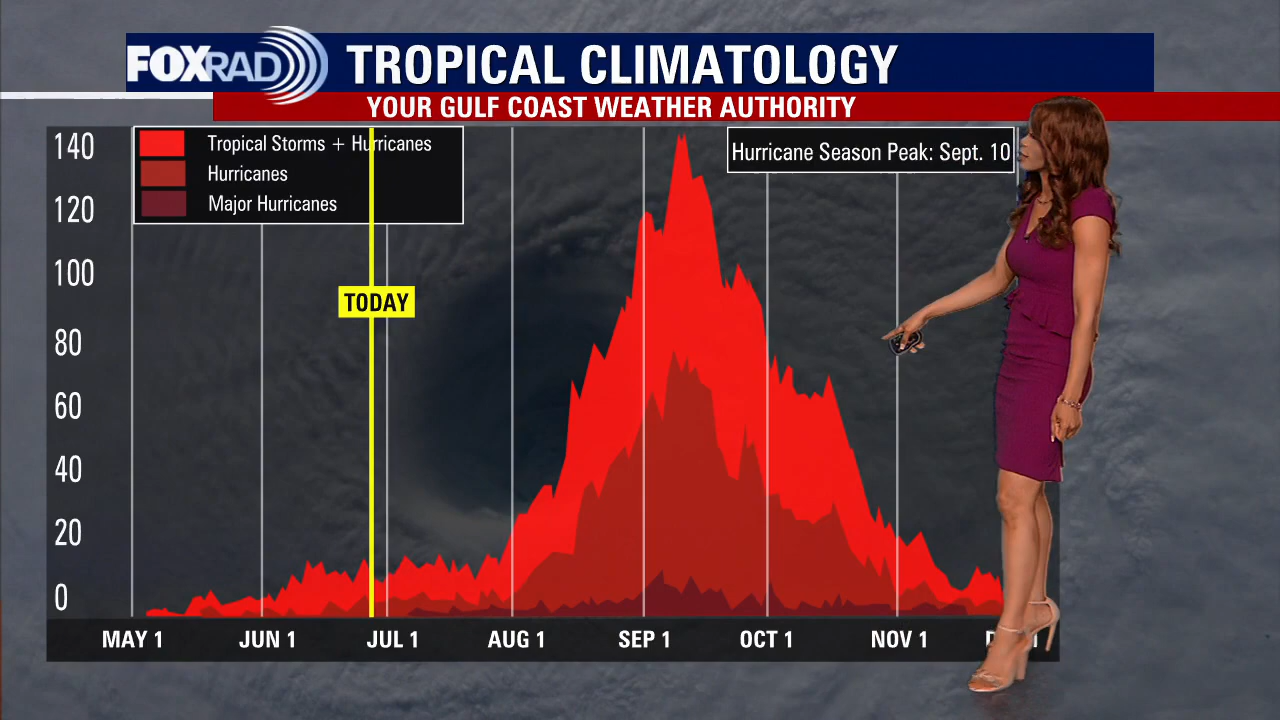 FOXRAD TROPICAL CLIMATOLOGY
YOUR GULF COAST WEATHER AUTHORITY
Tropical Storms + Hurricanes
Hurricanes
Major Hurricanes
Hurricane Season Peak: Sept. 10
TODAY
140
120
100
80
60
40
20
0
MAY 1 JUN 1 JUL 1 AUG 1 SEP 1 OCT 1 NOV 1